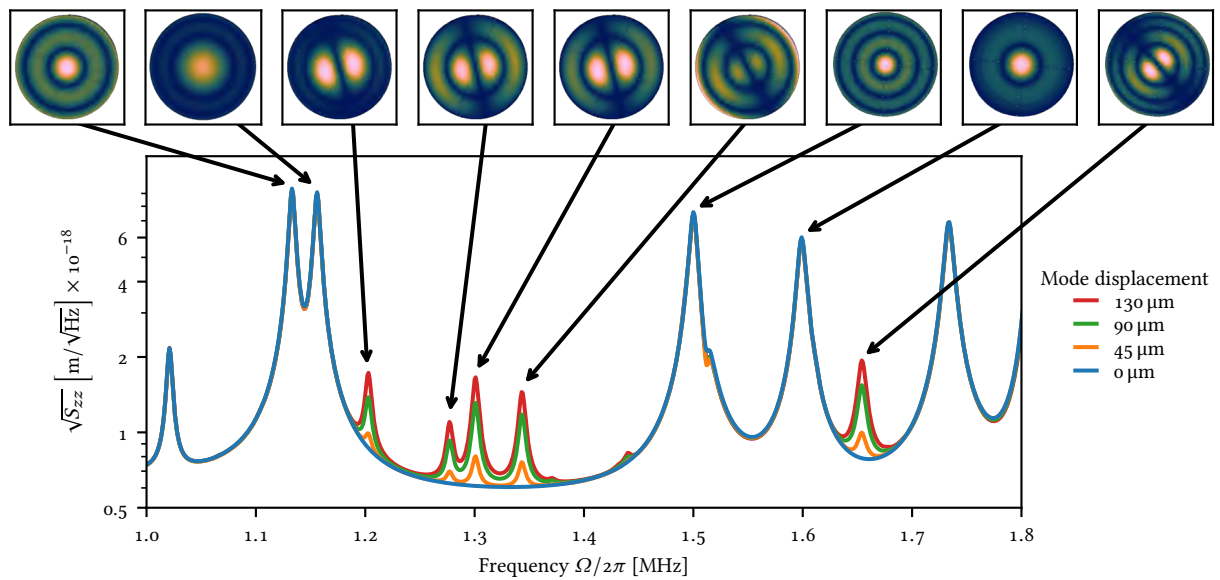 6
4
2
1
0.5
√S_zz [m/√Hz] × 10⁻¹⁸
1.0 1.1 1.2 1.3 1.4 1.5 1.6 1.7 1.8
Frequency Ω/2π [MHz]
Mode displacement
130 µm
90 µm
45 µm
0 µm